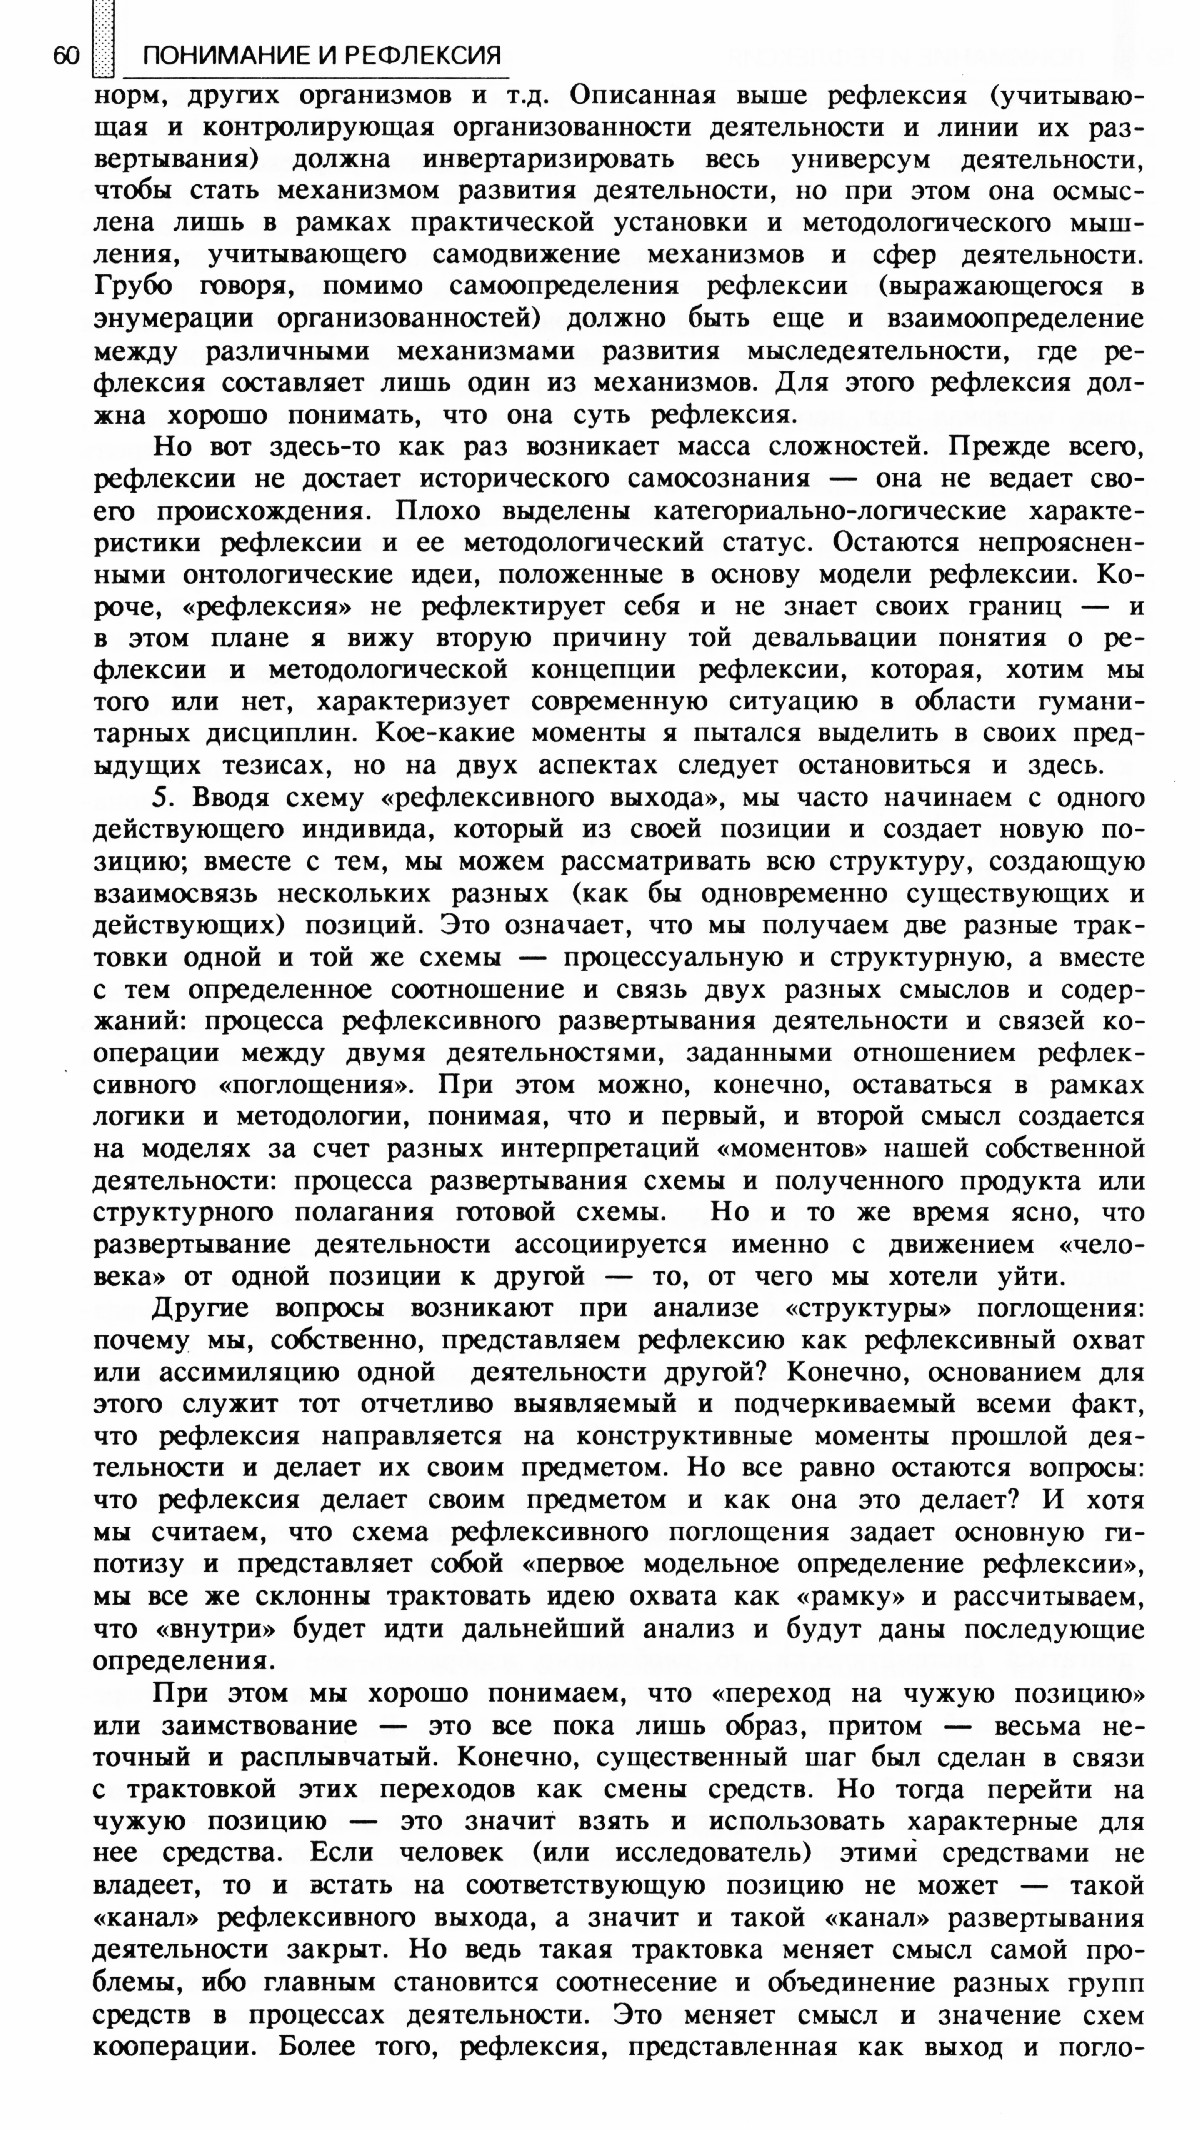 60 ПОНИМАНИЕ И РЕФЛЕКСИЯ
норм, других организмов и т.д. Описанная выше рефлексия (учитываю-
щая и контролирующая организованности деятельности и линии их раз-
вертывания) должна инвертаризировать весь универсум деятельности,
чтобы стать механизмом развития деятельности, но при этом она осмыс-
лена лишь в рамках практической установки и методологического мыш-
ления, учитывающего самодвижение механизмов и сфер деятельности.
Грубо говоря, помимо самоопределения рефлексии (выражающегося в
энумерации организованностей) должно быть еще и взаимоопределение
между различными механизмами развития мыследеятельности, где ре-
флексия составляет лишь один из механизмов. Для этого рефлексия дол-
жна хорошо понимать, что она суть рефлексия.
Но вот здесь-то как раз возникает масса сложностей. Прежде всего,
рефлексии не достает исторического самосознания — она не ведает сво-
его происхождения. Плохо выделены категориально-логические характе-
ристики рефлексии и ее методологический статус. Остаются непрояснен-
ными онтологические идеи, положенные в основу модели рефлексии. Ко-
роче, «рефлексия» не рефлектирует себя и не знает своих границ — и
в этом плане я вижу вторую причину той девальвации понятия о ре-
флексии и методологической концепции рефлексии, которая, хотим мы
того или нет, характеризует современную ситуацию в области гумани-
тарных дисциплин. Кое-какие моменты я пытался выделить в своих пред-
ыдущих тезисах, но на двух аспектах следует остановиться и здесь.
5. Вводя схему «рефлексивного выхода», мы часто начинаем с одного
действующего индивида, который из своей позиции и создает новую по-
зицию; вместе с тем, мы можем рассматривать всю структуру, создающую
взаимосвязь нескольких разных (как бы одновременно существующих и
действующих) позиций. Это означает, что мы получаем две разные трак-
товки одной и той же схемы — процессуальную и структурную, а вместе
с тем определенное соотношение и связь двух разных смыслов и содер-
жаний: процесса рефлексивного развертывания деятельности и связей ко-
операции между двумя деятельностями, заданными отношением рефлек-
сивного «поглощения». При этом можно, конечно, оставаться в рамках
логики и методологии, понимая, что и первый, и второй смысл создается
на моделях за счет разных интерпретаций «моментов» нашей собственной
деятельности: процесса развертывания схемы и полученного продукта или
структурного полагания готовой схемы. Но и то же время ясно, что
развертывание деятельности ассоциируется именно с движением «чело-
века» от одной позиции к другой — то, от чего мы хотели уйти.
Другие вопросы возникают при анализе «структуры» поглощения:
почему мы, собственно, представляем рефлексию как рефлексивный охват
или ассимиляцию одной деятельности другой? Конечно, основанием для
этого служит тот отчетливо выявляемый и подчеркиваемый всеми факт,
что рефлексия направляется на конструктивные моменты прошлой дея-
тельности и делает их своим предметом. Но все равно остаются вопросы:
что рефлексия делает своим предметом и как она это делает? И хотя
мы считаем, что схема рефлексивного поглощения задает основную ги-
потизу и представляет собой «первое модельное определение рефлексии»,
мы все же склонны трактовать идею охвата как «рамку» и рассчитываем,
что «внутри» будет идти дальнейший анализ и будут даны последующие
определения.
При этом мы хорошо понимаем, что «переход на чужую позицию»
или заимствование — это все пока лишь образ, притом — весьма не-
точный и расплывчатый. Конечно, существенный шаг был сделан в связи
с трактовкой этих переходов как смены средств. Но тогда перейти на
чужую позицию — это значит взять и использовать характерные для
нее средства. Если человек (или исследователь) этими средствами не
владеет, то и встать на соответствующую позицию не может — такой
«канал» рефлексивного выхода, а значит и такой «канал» развертывания
деятельности закрыт. Но ведь такая трактовка меняет смысл самой про-
блемы, ибо главным становится соотнесение и объединение разных групп
средств в процессах деятельности. Это меняет смысл и значение схем
кооперации. Более того, рефлексия, представленная как выход и погло-